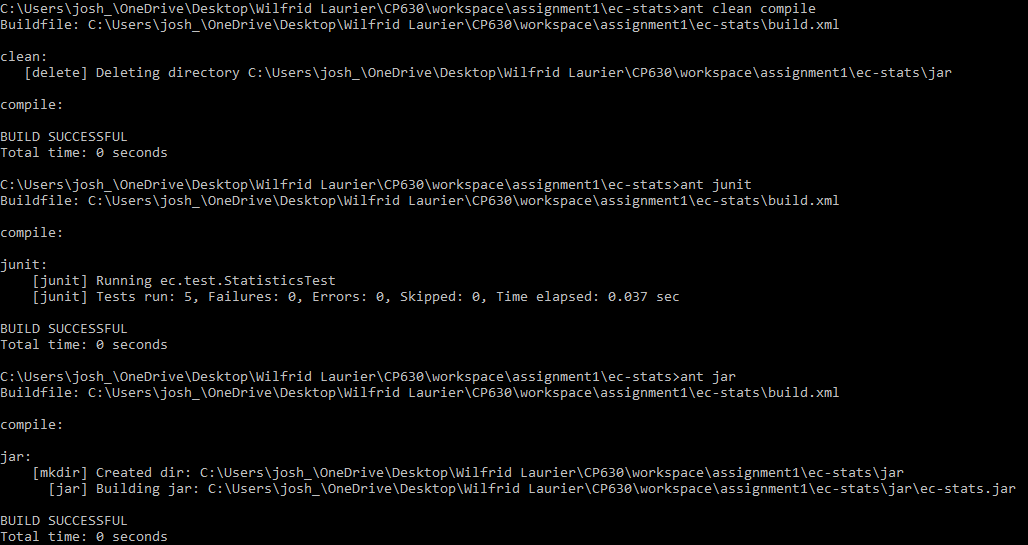 C:\Users\josh_\OneDrive\Desktop\Wilfrid Laurier\CP630\workspace\assignment1\ec-stats>ant clean compile
Buildfile: C:\Users\josh_\OneDrive\Desktop\Wilfrid Laurier\CP630\workspace\assignment1\ec-stats\build.xml
clean:
[delete] Deleting directory C:\Users\josh_\OneDrive\Desktop\Wilfrid Laurier\CP630\workspace\assignment1\ec-stats\jar
compile:
BUILD SUCCESSFUL
Total time: 0 seconds
C:\Users\josh_\OneDrive\Desktop\Wilfrid Laurier\CP630\workspace\assignment1\ec-stats>ant junit
Buildfile: C:\Users\josh_\OneDrive\Desktop\Wilfrid Laurier\CP630\workspace\assignment1\ec-stats\build.xml
compile:
junit:
[junit] Running ec.test.StatisticsTest
[junit] Tests run: 5, Failures: 0, Errors: 0, Skipped: 0, Time elapsed: 0.037 sec
BUILD SUCCESSFUL
Total time: 0 seconds
C:\Users\josh_\OneDrive\Desktop\Wilfrid Laurier\CP630\workspace\assignment1\ec-stats>ant jar
Buildfile: C:\Users\josh_\OneDrive\Desktop\Wilfrid Laurier\CP630\workspace\assignment1\ec-stats\build.xml
compile:
jar:
[mkdir] Created dir: C:\Users\josh_\OneDrive\Desktop\Wilfrid Laurier\CP630\workspace\assignment1\ec-stats\jar
[jar] Building jar: C:\Users\josh_\OneDrive\Desktop\Wilfrid Laurier\CP630\workspace\assignment1\ec-stats\jar\ec-stats.jar
BUILD SUCCESSFUL
Total time: 0 seconds